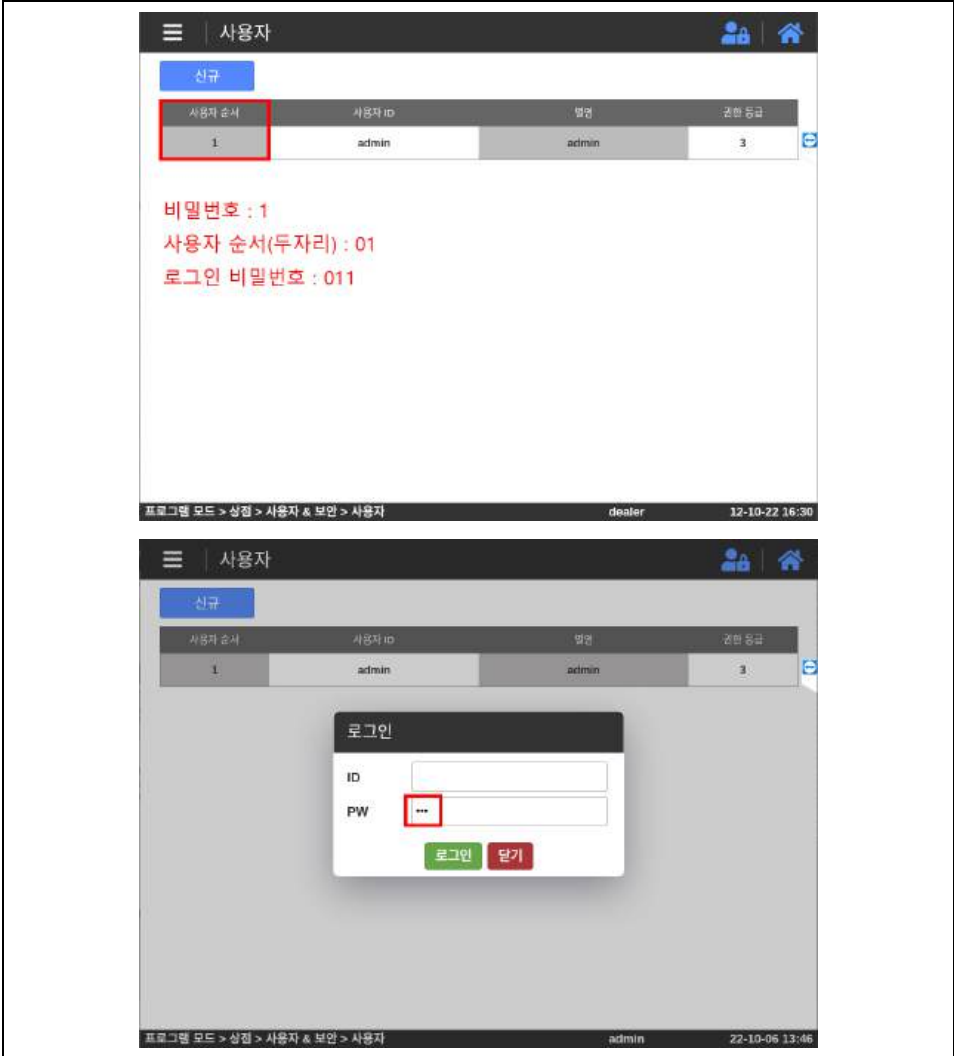 사용자
신규
사용자 순서 사용자 ID 별명 권한 등급
1 admin admin 3
비밀번호 : 1
사용자 순서(두자리) : 01
로그인 비밀번호 : 011
프로그램 모드 > 상점 > 사용자 & 보안 > 사용자 dealer 12-10-22 16:30
사용자
신규
사용자 순서 사용자 ID 별명 권한 등급
1 admin admin 3
로그인
ID
PW •••
로그인 닫기
프로그램 모드 > 상점 > 사용자 & 보안 > 사용자 admin 22-10-06 13:46